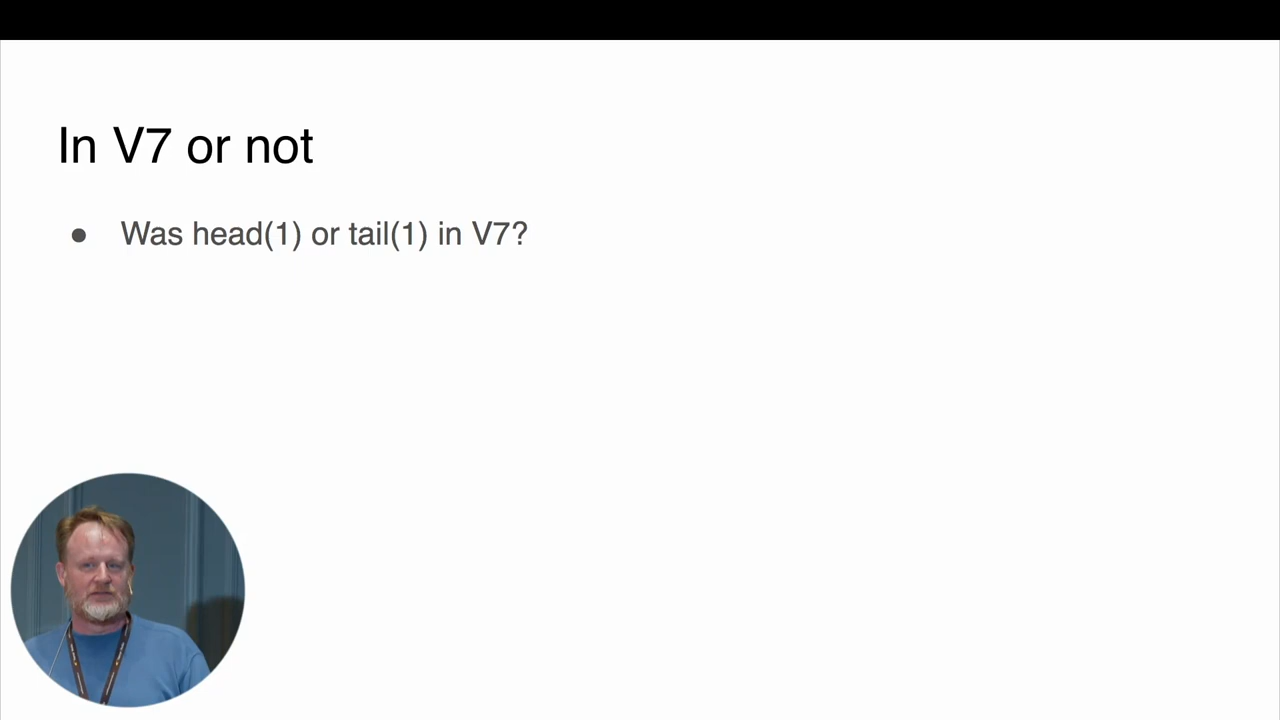 In V7 or not
● Was head(1) or tail(1) in V7?